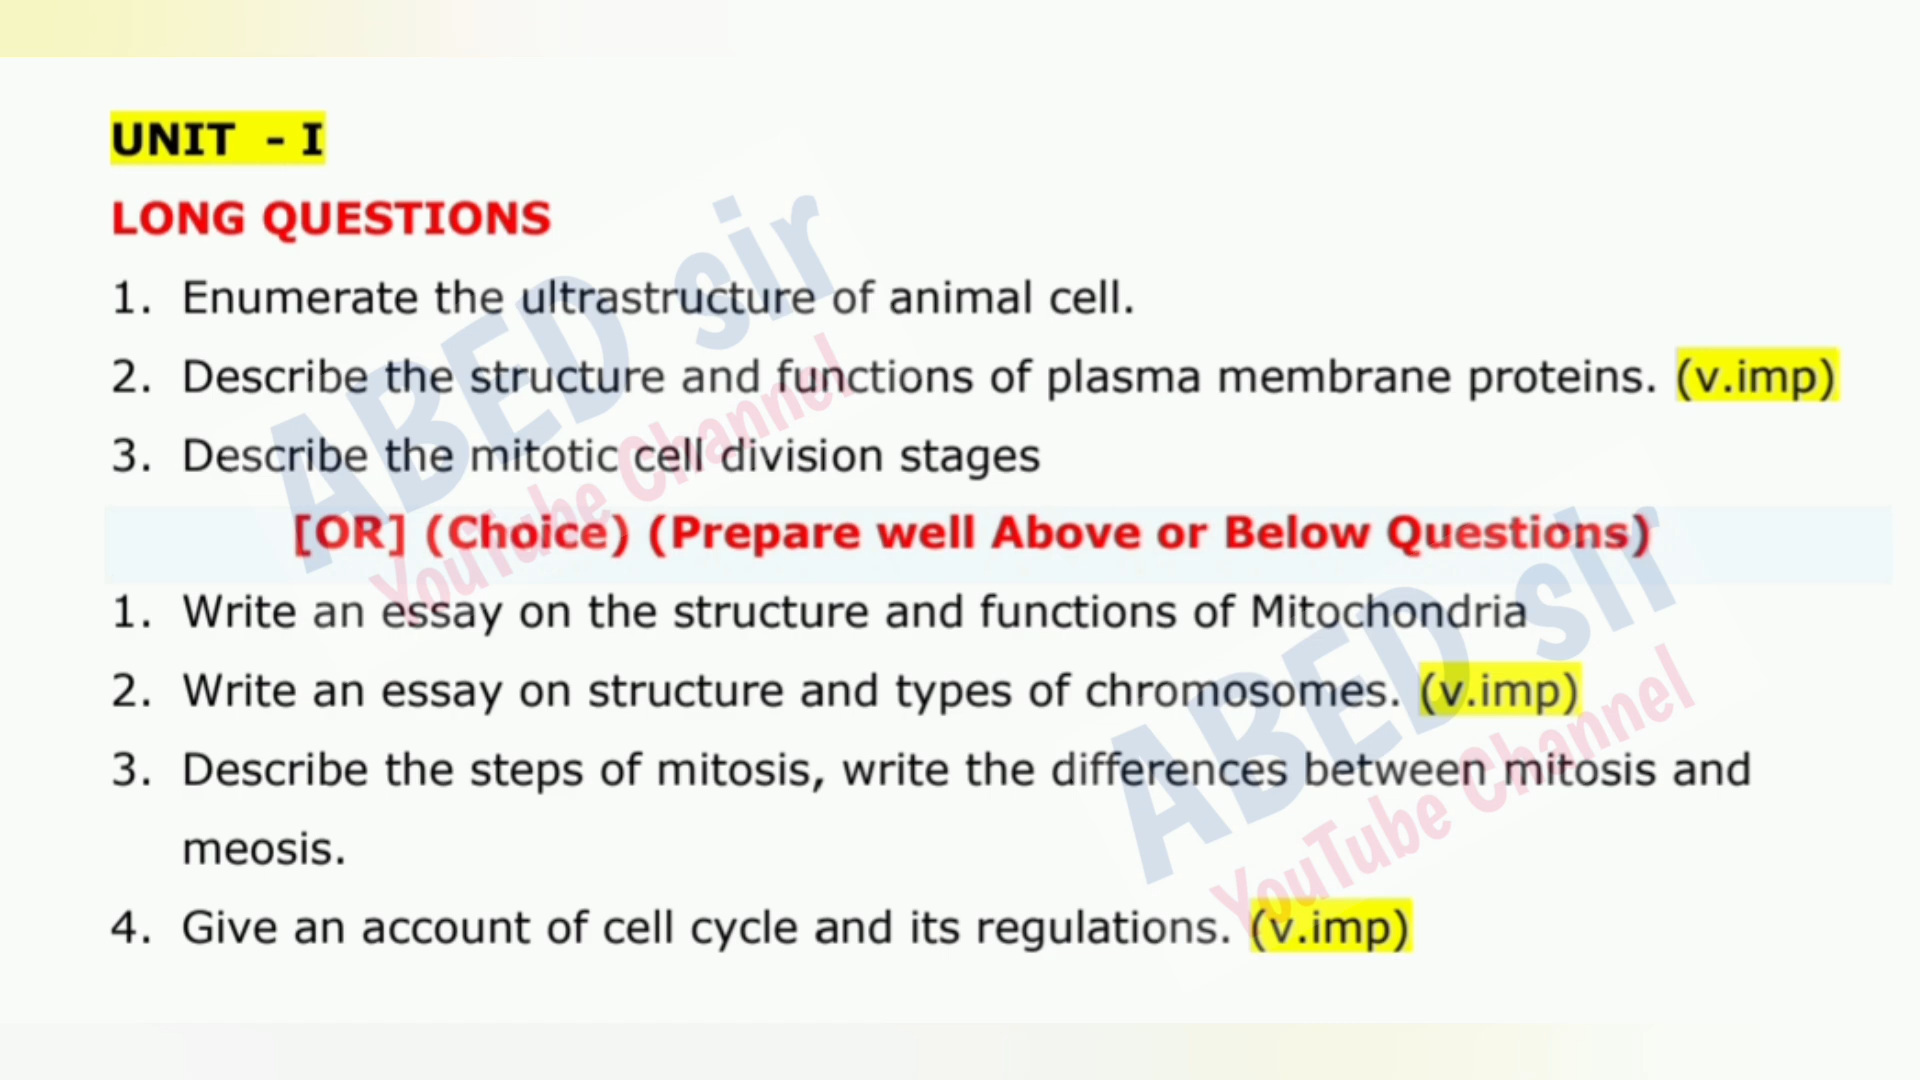 UNIT - I
LONG QUESTIONS
1. Enumerate the ultrastructure of animal cell.
2. Describe the structure and functions of plasma membrane proteins. (v.imp)
3. Describe the mitotic cell division stages
[OR] (Choice) (Prepare well Above or Below Questions)
1. Write an essay on the structure and functions of Mitochondria
2. Write an essay on structure and types of chromosomes. (v.imp)
3. Describe the steps of mitosis, write the differences between mitosis and
meosis.
4. Give an account of cell cycle and its regulations. (v.imp)
ABED sir
YouTube Channel
ABED sir
YouTube Channel